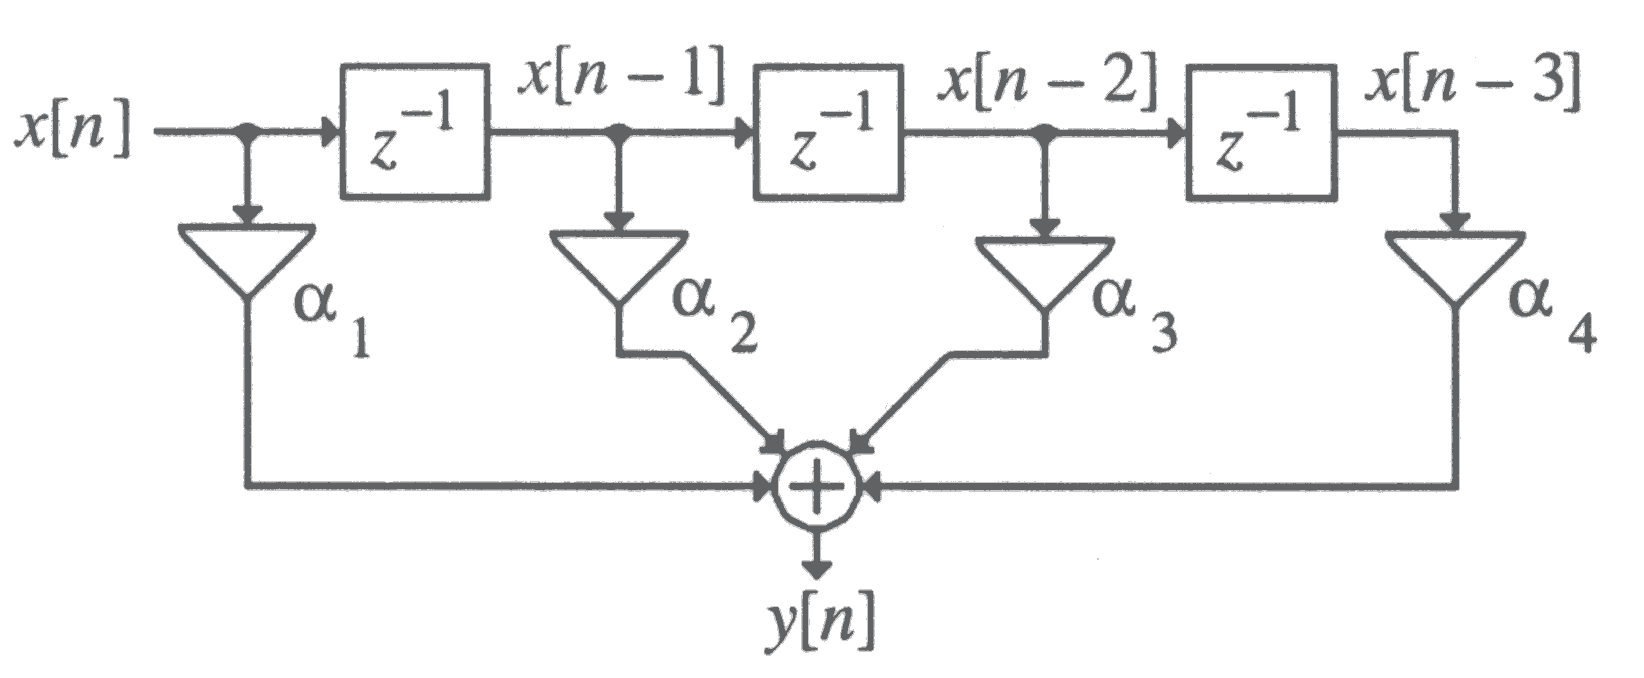 x[n]
z⁻¹
x[n − 1]
z⁻¹
x[n − 2]
z⁻¹
x[n − 3]
α₁
α₂
α₃
α₄
+
y[n]